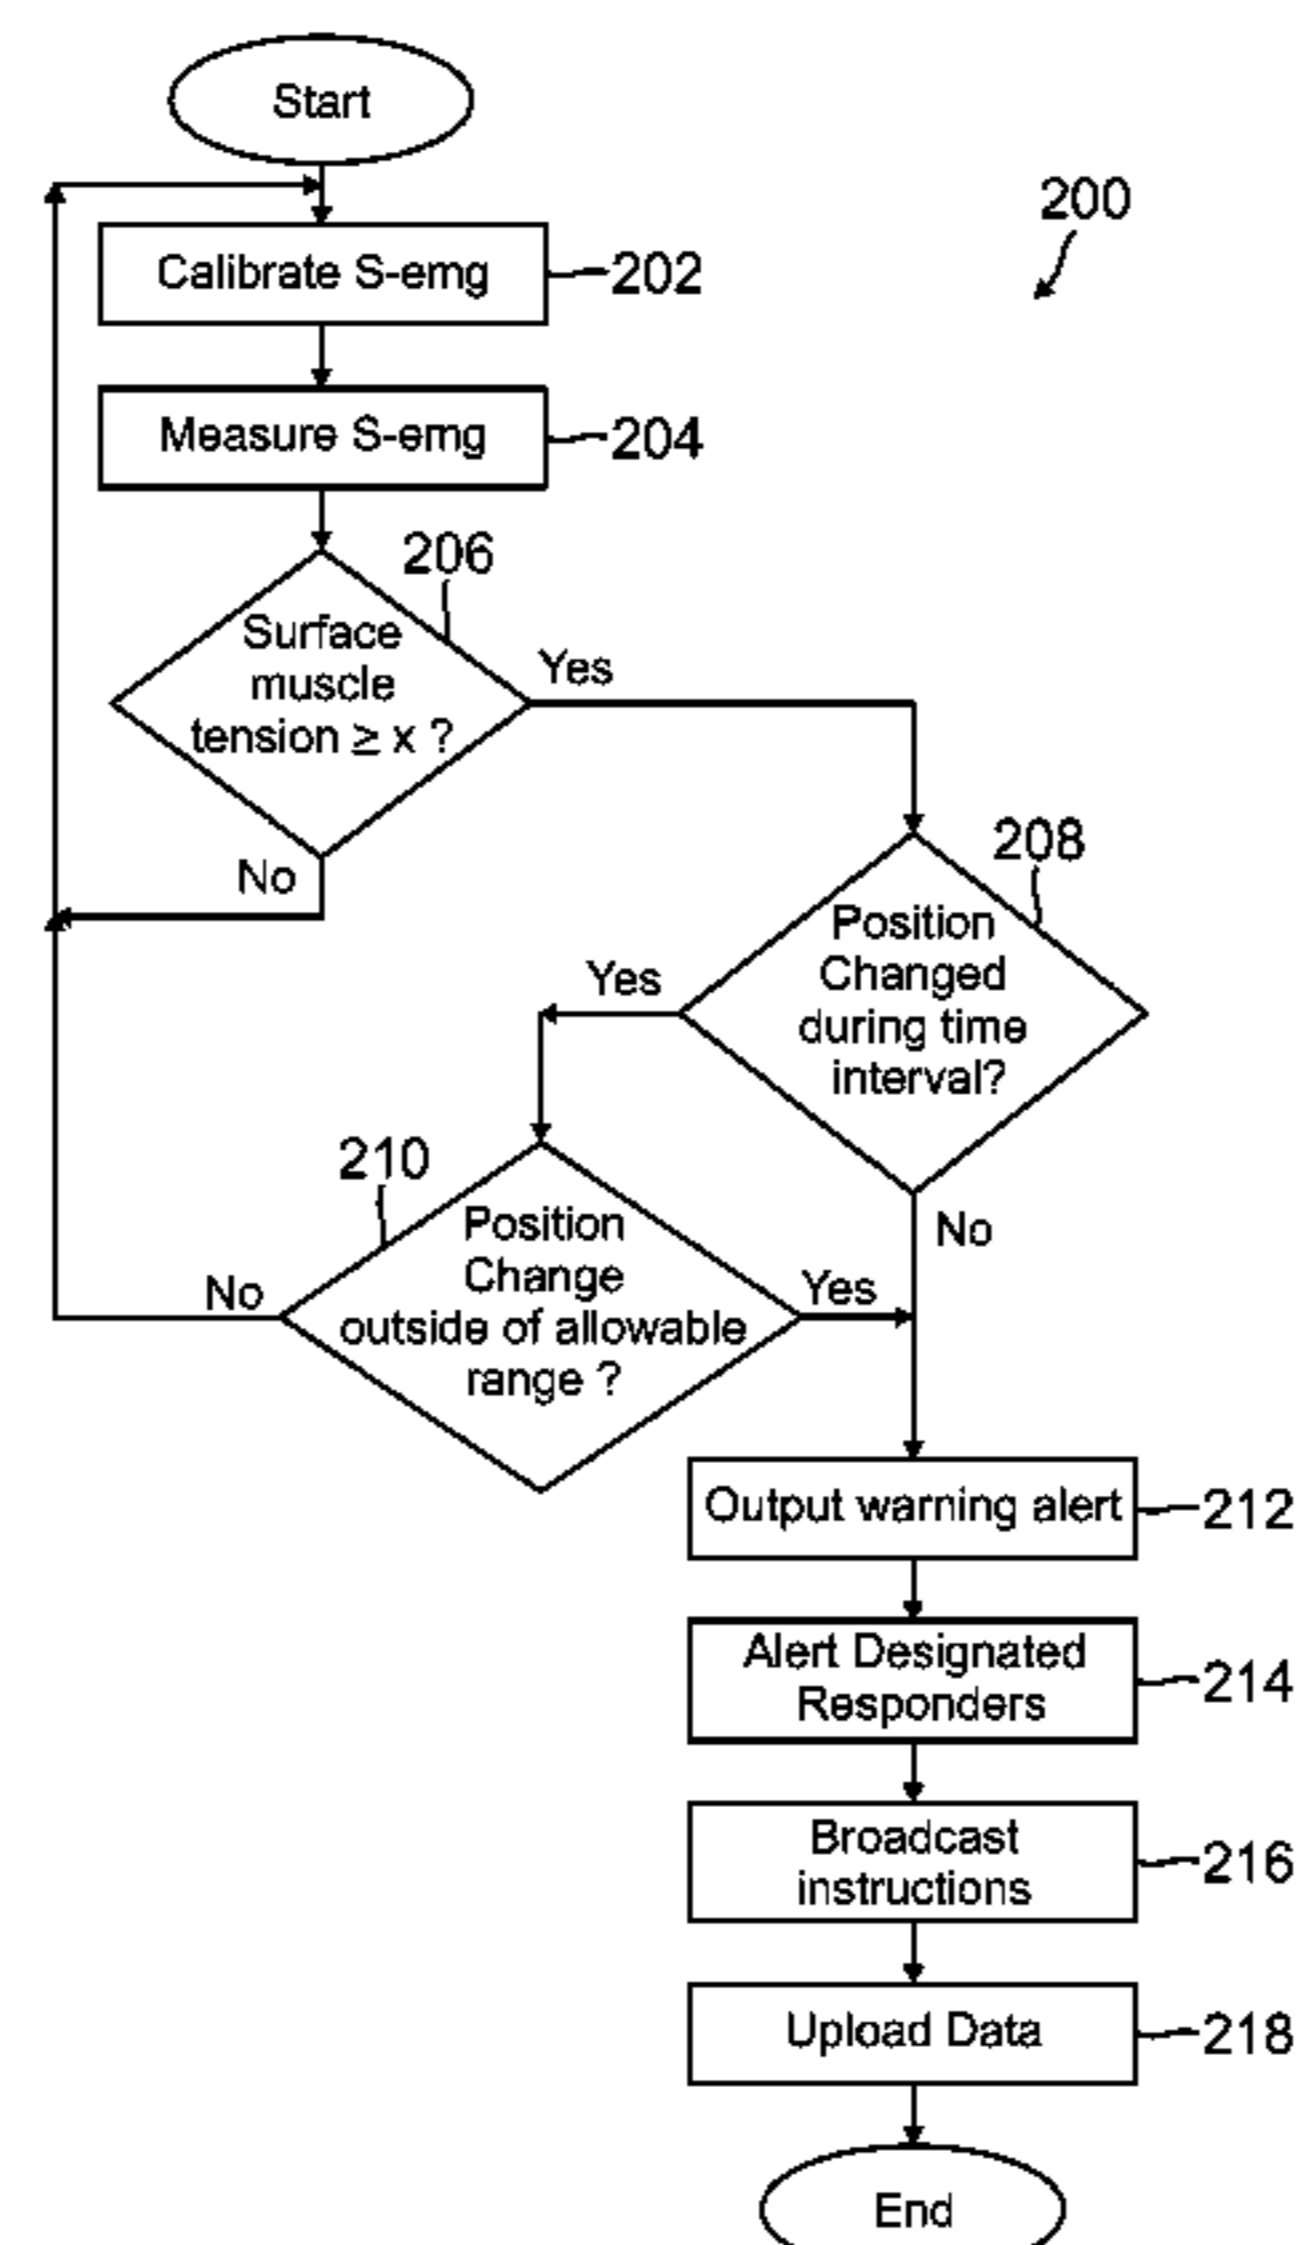 Start
200
Calibrate S-emg
202
Measure S-emg
204
206
Surface
muscle
tension ≥ x ?
Yes
No
208
Position
Changed
during time
interval?
Yes
No
210
Position
Change
outside of allowable
range ?
No
Yes
Output warning alert
212
Alert Designated
Responders
214
Broadcast
instructions
216
Upload Data
218
End